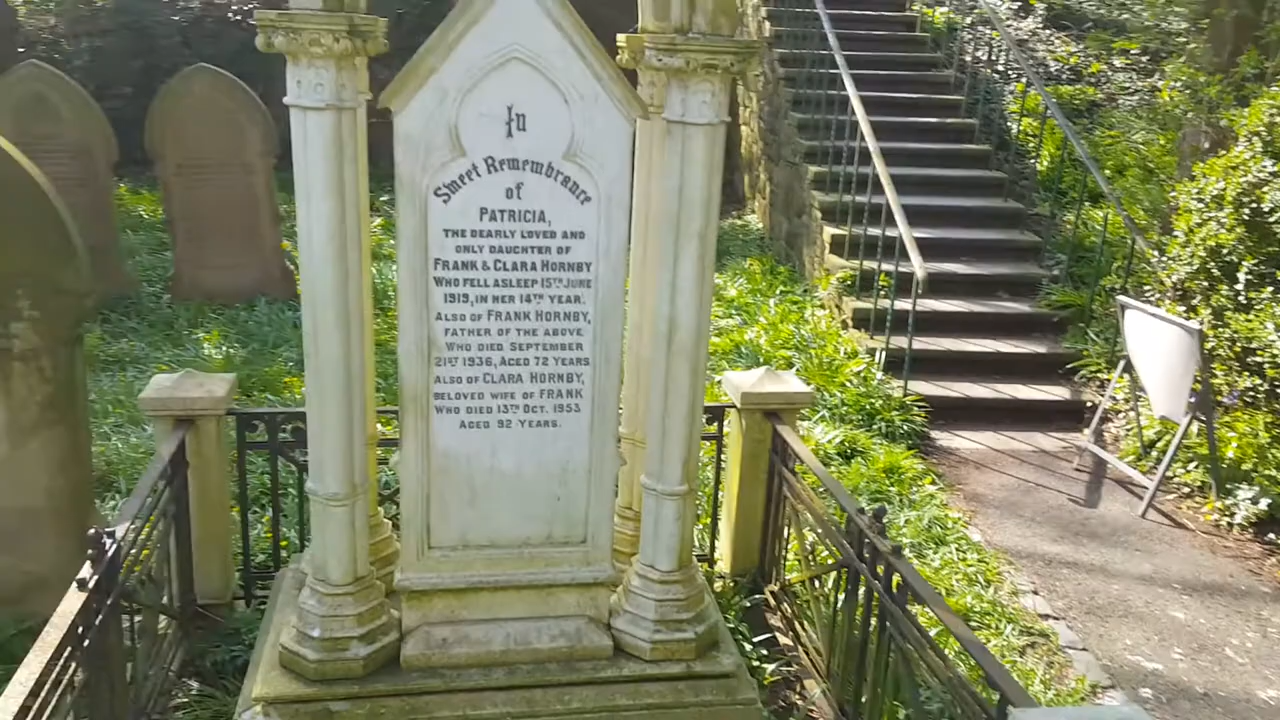 In
Sweet Remembrance
of
PATRICIA,
THE DEARLY LOVED AND
ONLY DAUGHTER OF
FRANK & CLARA HORNBY
WHO FELL ASLEEP 15TH JUNE
1919, IN HER 14TH YEAR.
ALSO OF FRANK HORNBY,
FATHER OF THE ABOVE
WHO DIED SEPTEMBER
21ST 1936, AGED 72 YEARS
ALSO OF CLARA HORNBY,
BELOVED WIFE OF FRANK
WHO DIED 13TH OCT. 1953
AGED 92 YEARS.